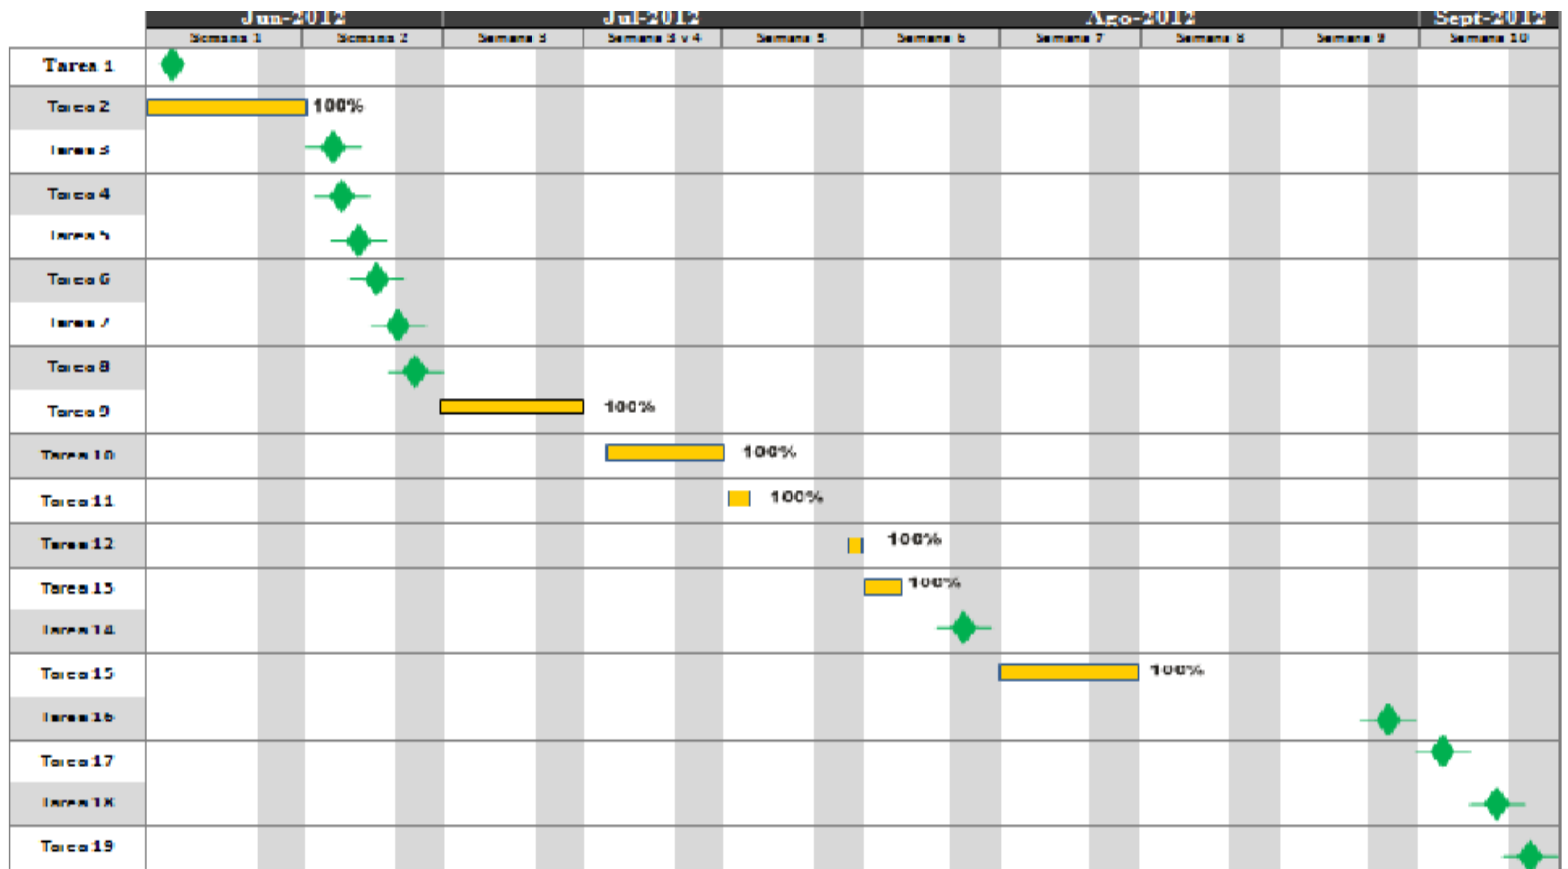 Jun-2012 Jul-2012 Ago-2012 Sept-2012
Semana 1 Semana 2 Semana 3 Semana 3 y 4 Semana 5 Semana 6 Semana 7 Semana 8 Semana 9 Semana 10
Tarea 1
Tarea 2 100%
Tarea 3
Tarea 4
Tarea 5
Tarea 6
Tarea 7
Tarea 8
Tarea 9 100%
Tarea 10 100%
Tarea 11 100%
Tarea 12 100%
Tarea 13 100%
Tarea 14
Tarea 15 100%
Tarea 16
Tarea 17
Tarea 18
Tarea 19